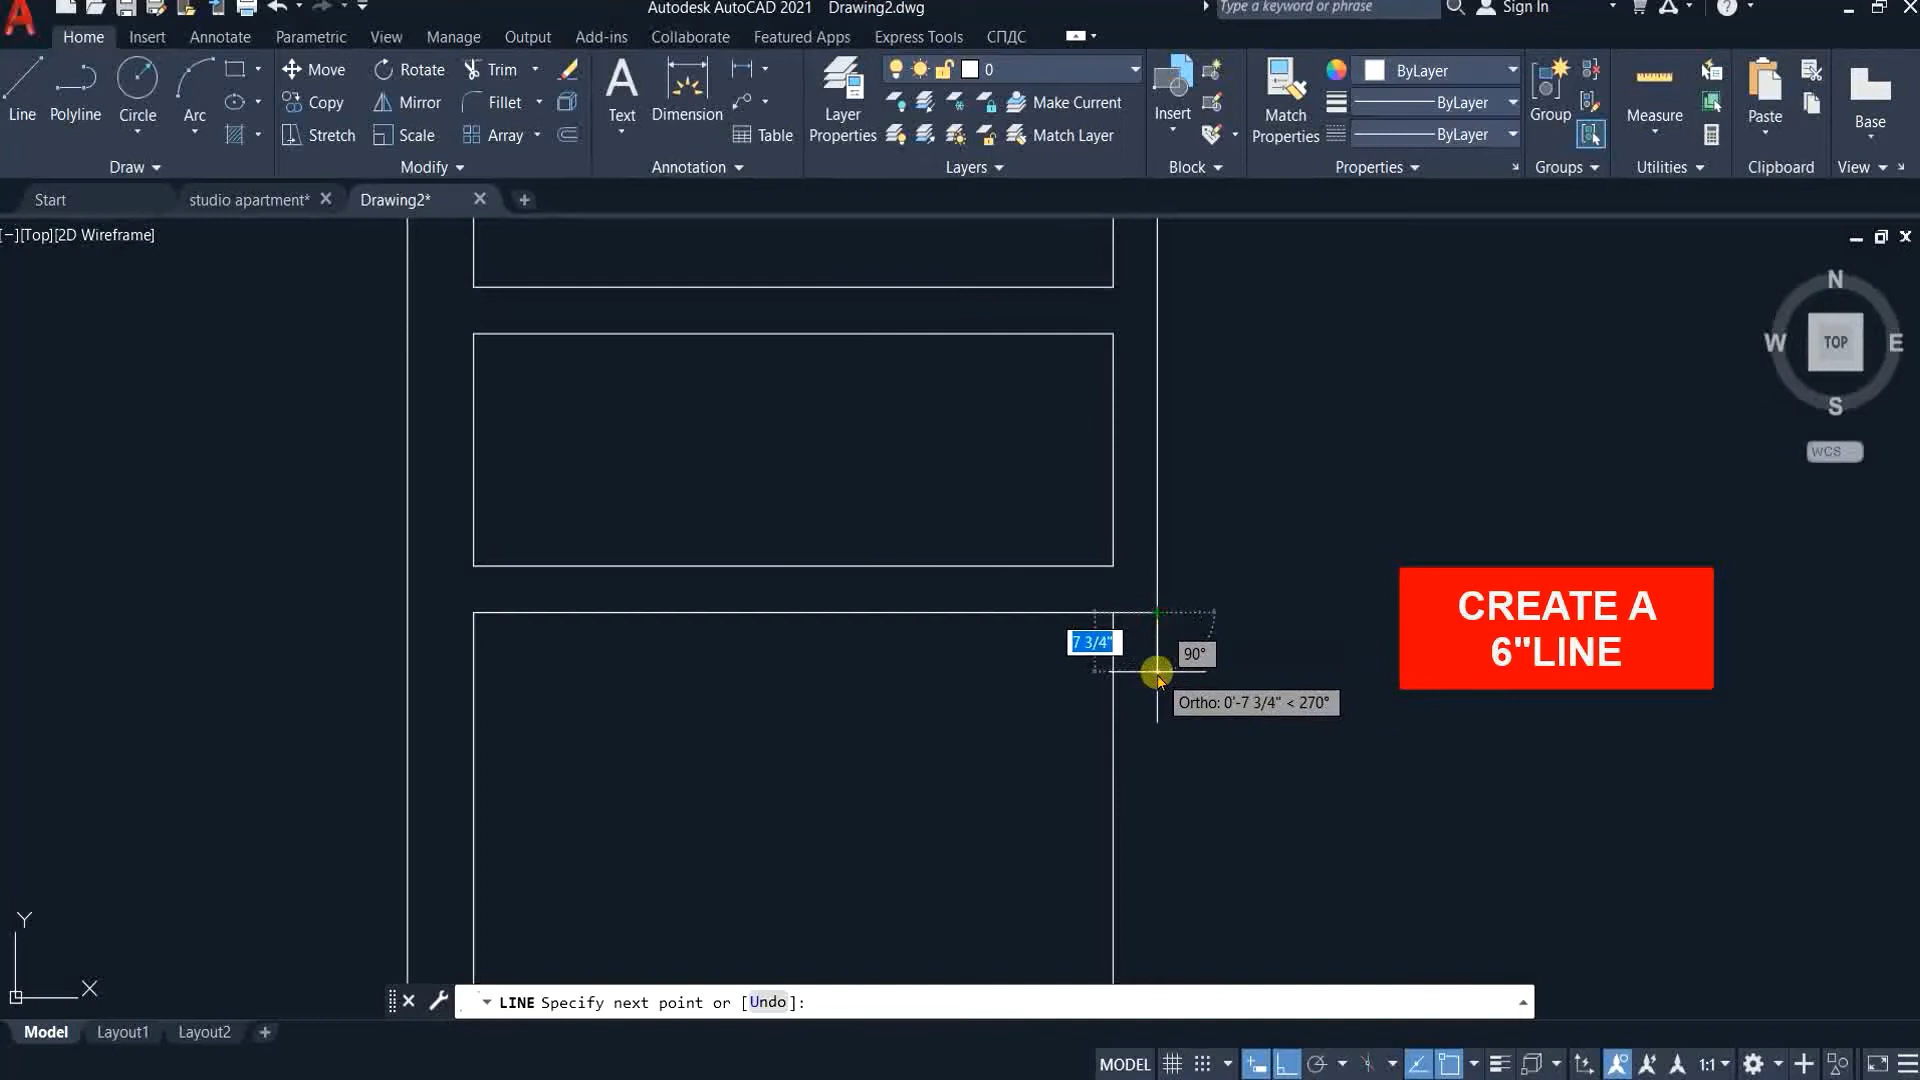 Autodesk AutoCAD 2021 Drawing2.dwg
Type a keyword or phrase
Sign In
Home Insert Annotate Parametric View Manage Output Add-ins Collaborate Featured Apps Express Tools СПДС
Line
Polyline
Circle
Arc
Draw
Move
Rotate
Trim
Copy
Mirror
Fillet
Stretch
Scale
Array
Modify
Text
Dimension
Table
Annotation
Layer
Properties
0
Make Current
Match Layer
Layers
Insert
Block
Match
Properties
ByLayer
ByLayer
ByLayer
Properties
Group
Groups
Measure
Utilities
Paste
Clipboard
Base
View
Start
studio apartment*
Drawing2*
[−][Top][2D Wireframe]
N
W
TOP
E
S
WCS
7 3/4"
90°
Ortho: 0'-7 3/4" < 270°
CREATE A
6"LINE
Y
X
LINE Specify next point or [Undo]:
Model Layout1 Layout2
MODEL
1:1